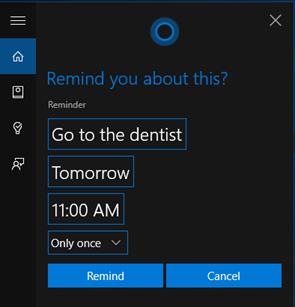 Remind you about this?
Reminder
Go to the dentist
Tomorrow
11:00 AM
Only once
Remind Cancel